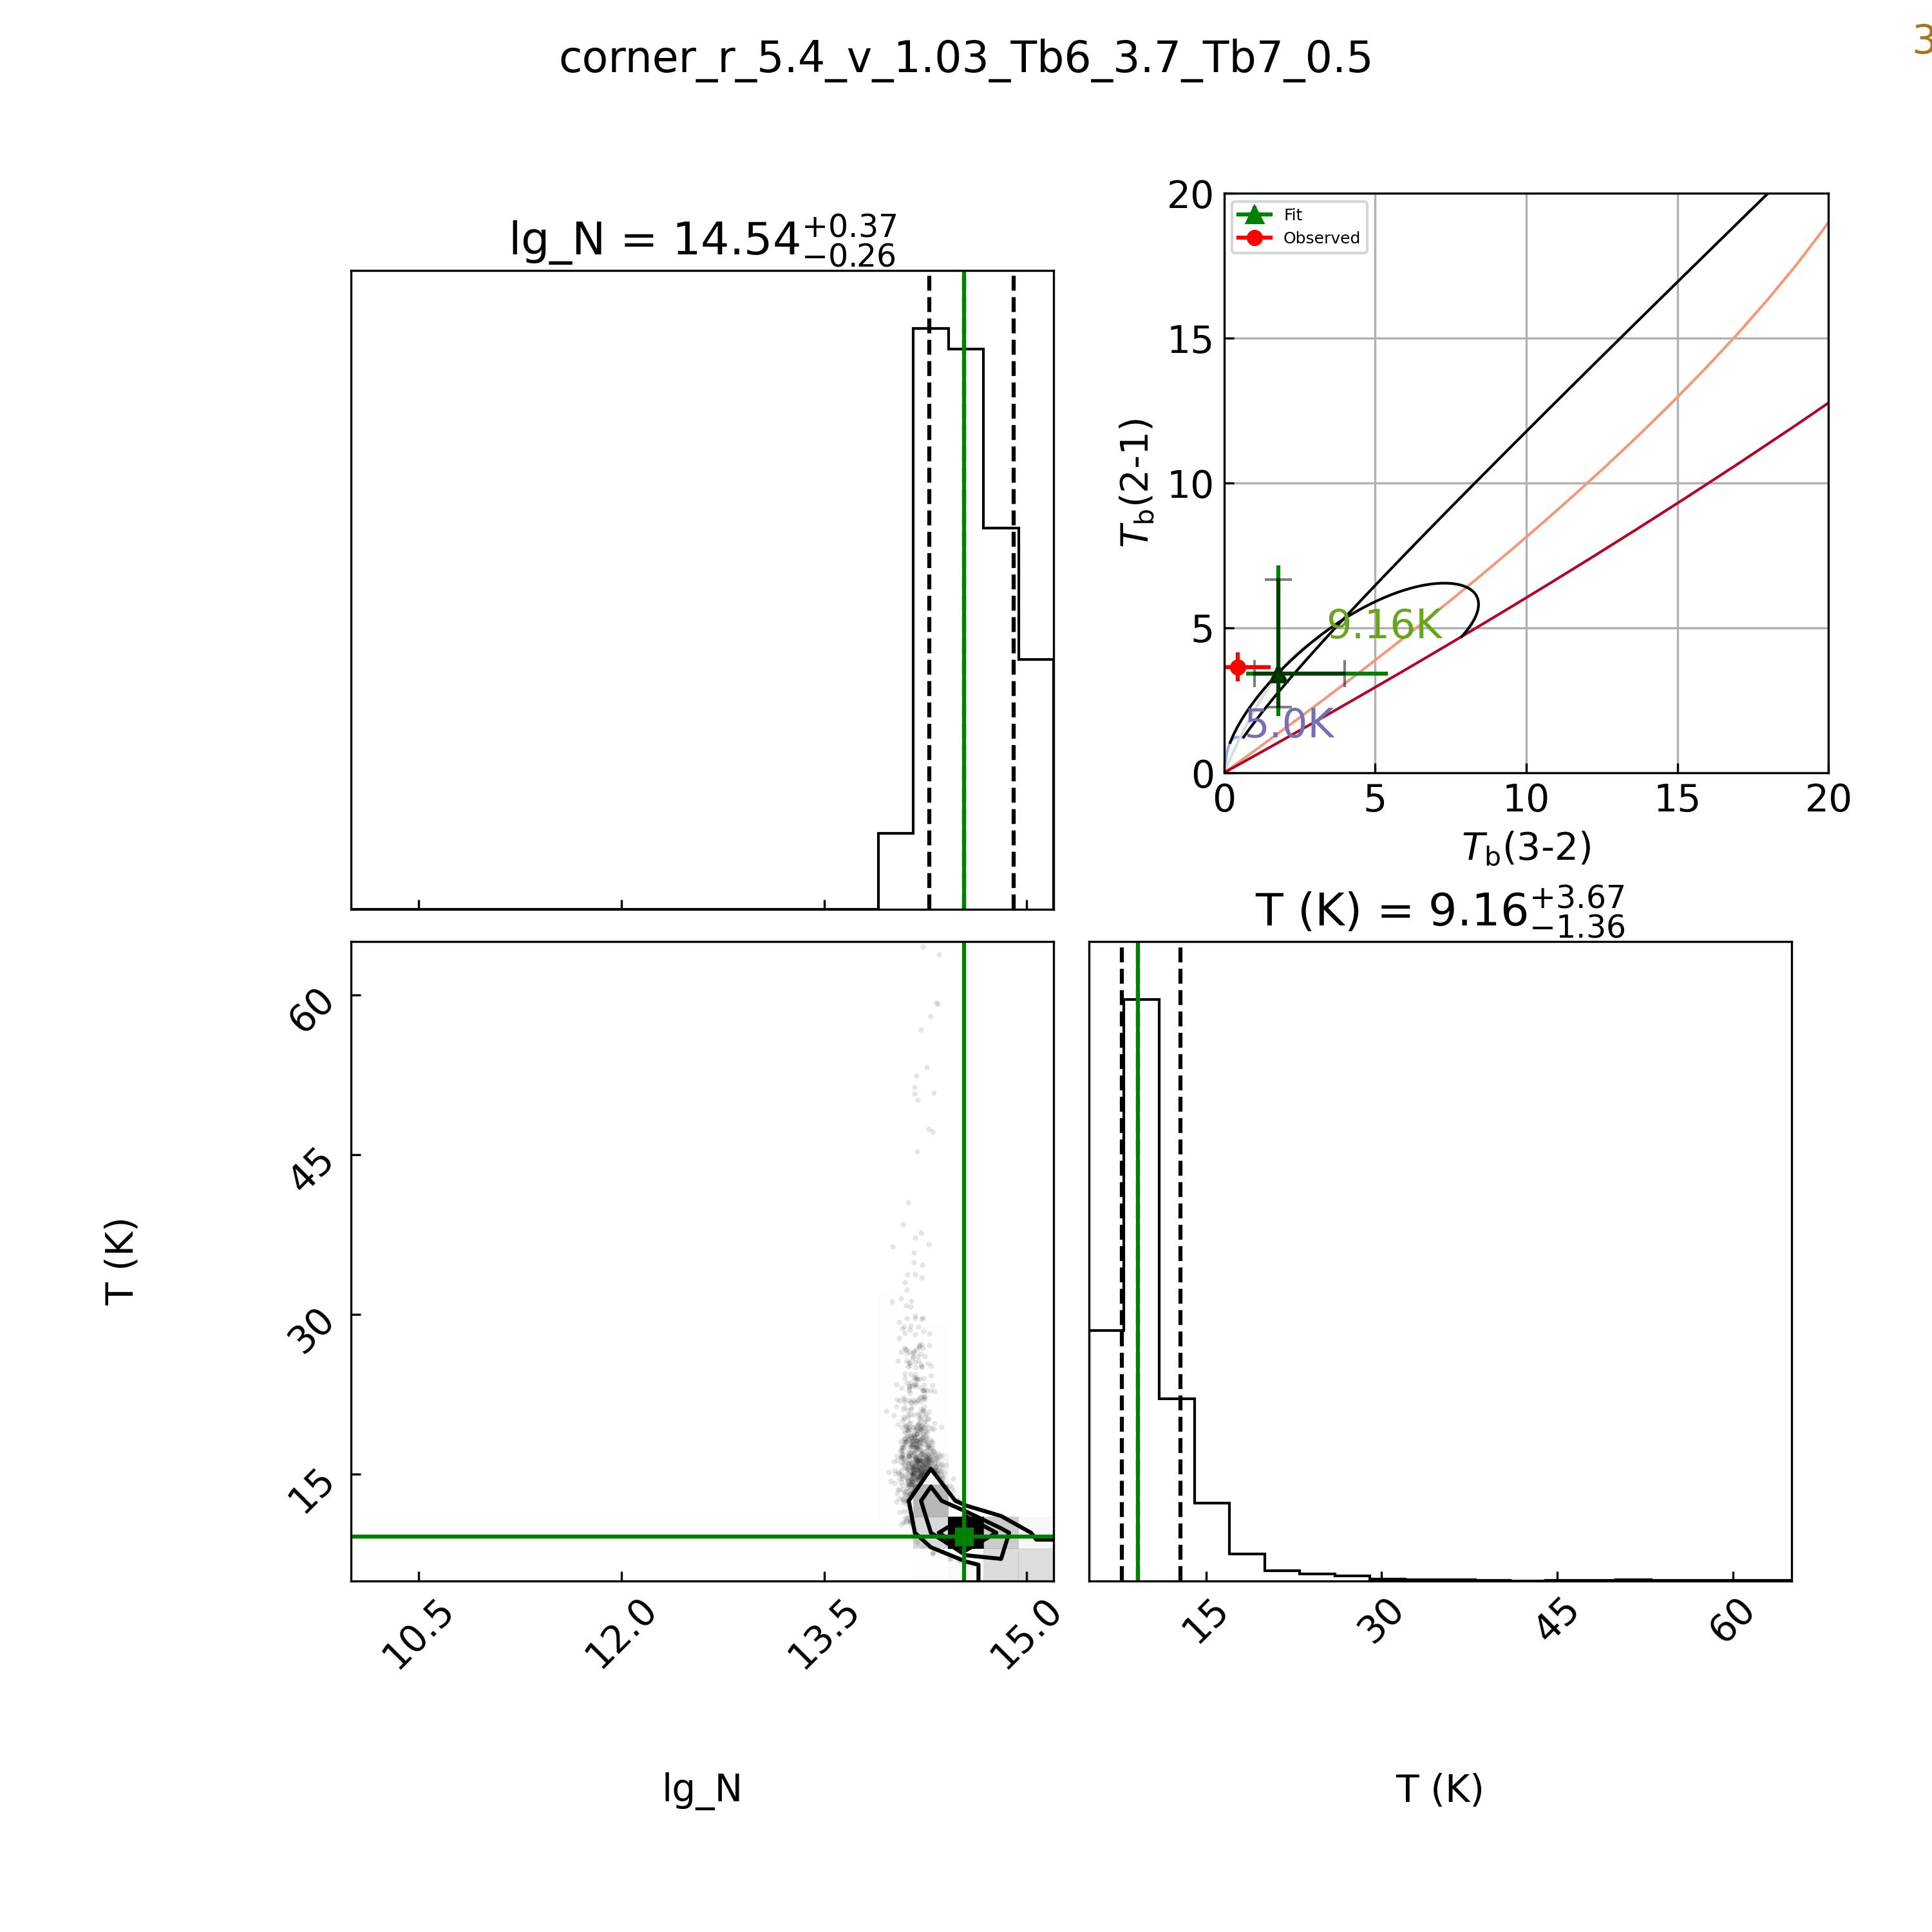 corner_r_5.4_v_1.03_Tb6_3.7_Tb7_0.5
3
lg_N = 14.54+0.37−0.26
20
15
10
5
0
Tb(2-1)
Fit
Observed
9.16K
5.0K
0 5 10 15 20
Tb(3-2)
T (K) = 9.16+3.67−1.36
60
45
30
15
T (K)
10.5 12.0 13.5 15.0
lg_N
15 30 45 60
T (K)